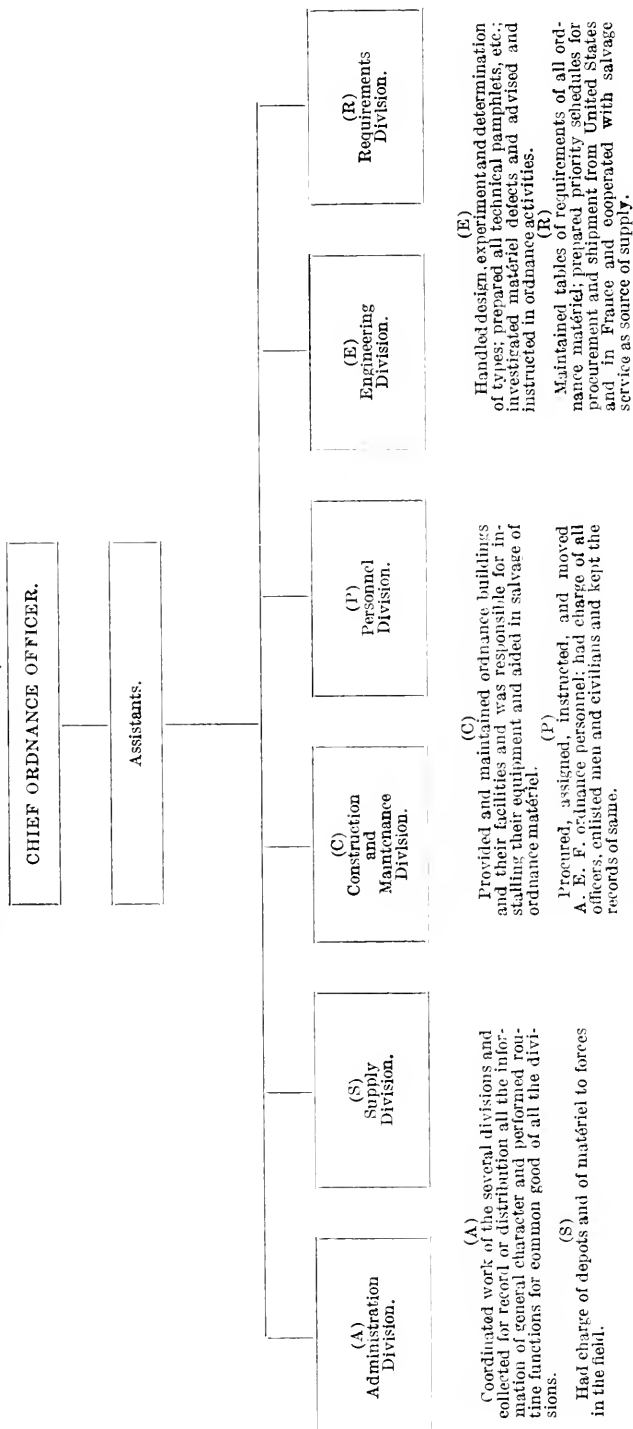 CHIEF ORDNANCE OFFICER.
Assistants.
(A)
Administration
Division.
(S)
Supply
Division.
(C)
Construction
and
Maintenance
Division.
(P)
Personnel
Division.
(E)
Engineering
Division.
(R)
Requirements
Division.
(A)
Coordinated work of the several divisions and
collected for record or distribution all the infor-
mation of general character and performed rou-
tine functions for common good of all the divi-
sions.
(S)
Had charge of depots and of matériel to forces
in the field.
(C)
Provided and maintained ordnance buildings
and their facilities and was responsible for in-
stalling their equipment and aided in salvage of
ordnance matériel.
(P)
Procured, assigned, instructed, and moved
A. E. F. ordnance personnel; had charge of all
officers, enlisted men and civilians and kept the
records of same.
(E)
Handled design, experiment and determination
of types; prepared all technical pamphlets, etc.;
investigated matériel defects and advised and
instructed in ordnance activities.
(R)
Maintained tables of requirements of all ord-
nance matériel; prepared priority schedules for
procurement and shipment from United States
and in France and cooperated with salvage
service as source of supply.